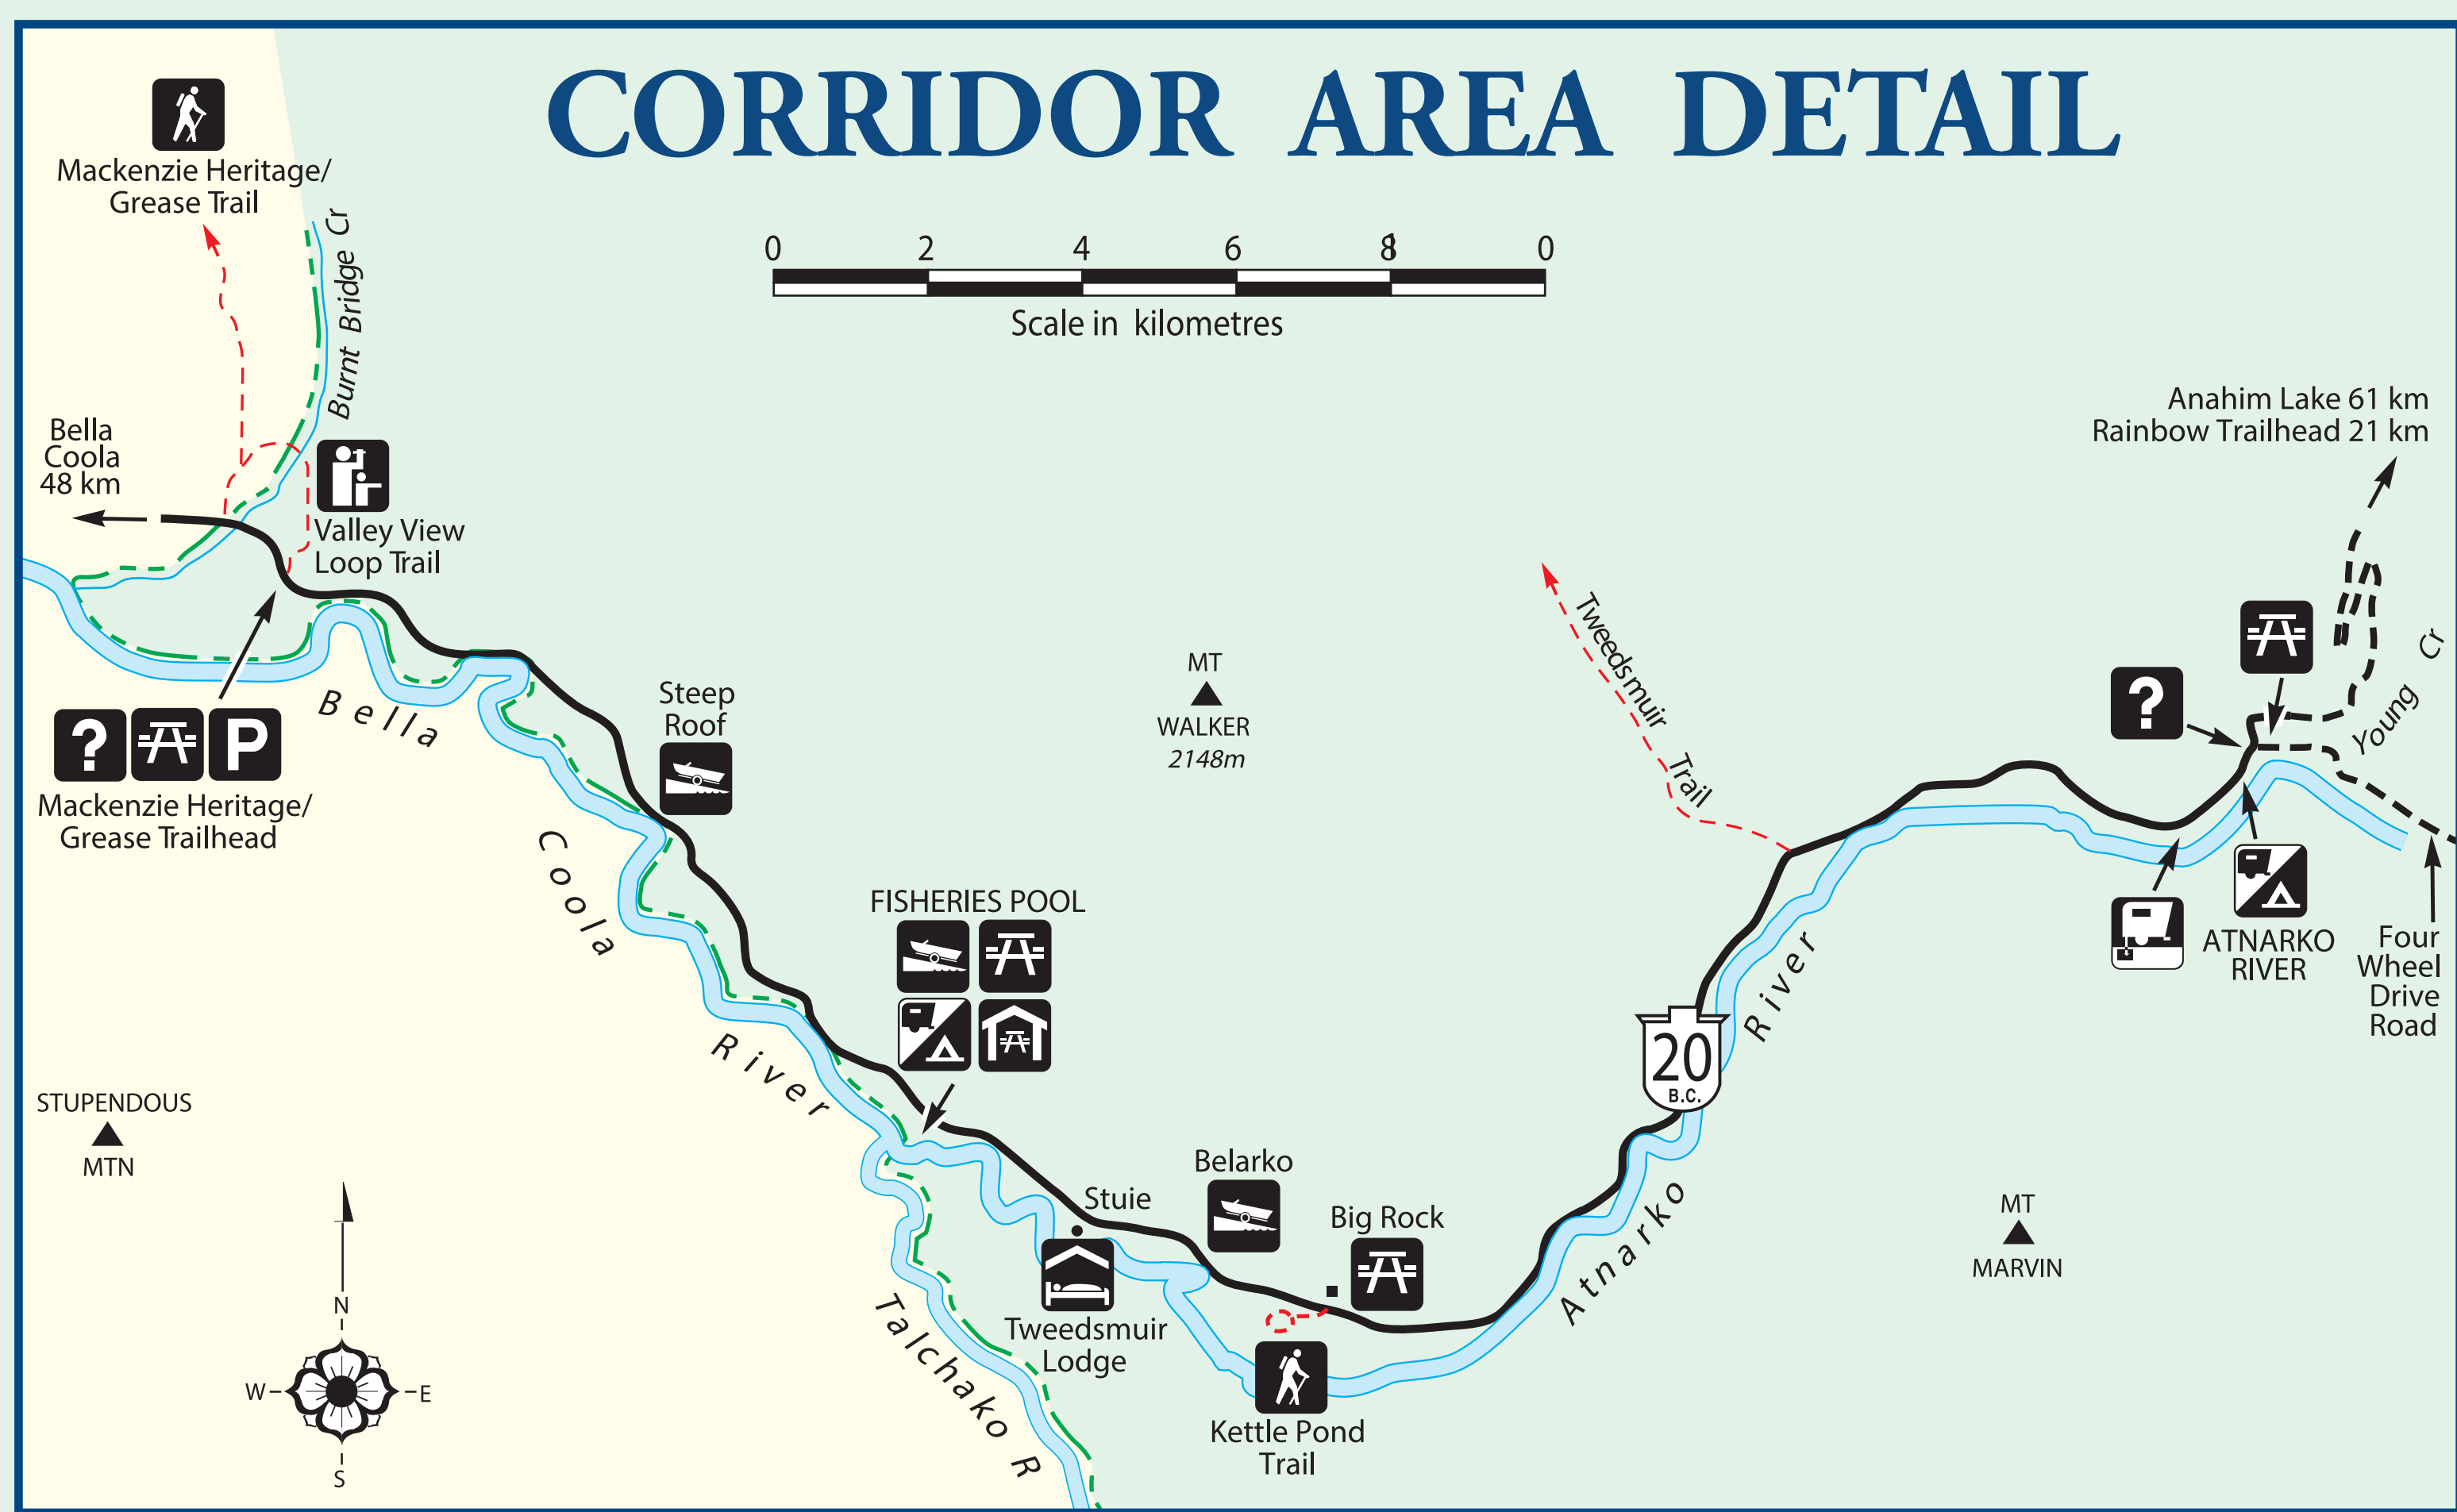 CORRIDOR AREA DETAIL
Mackenzie Heritage/
Grease Trail
Burnt Bridge Cr
0 2 4 6 8 0
Scale in kilometres
Bella
Coola
48 km
Valley View
Loop Trail
Anahim Lake 61 km
Rainbow Trailhead 21 km
Tweedsmuir Trail
Young Cr
MT
WALKER
2148m
Steep
Roof
?
?
P
Mackenzie Heritage/
Grease Trailhead
Bella Coola River
FISHERIES POOL
ATNARKO
RIVER
Four
Wheel
Drive
Road
20
B.C.
Atnarko River
STUPENDOUS
MTN
Stuie
Belarko
Big Rock
MT
MARVIN
Tweedsmuir
Lodge
Talchako R
Kettle Pond
Trail
N
W
E
S